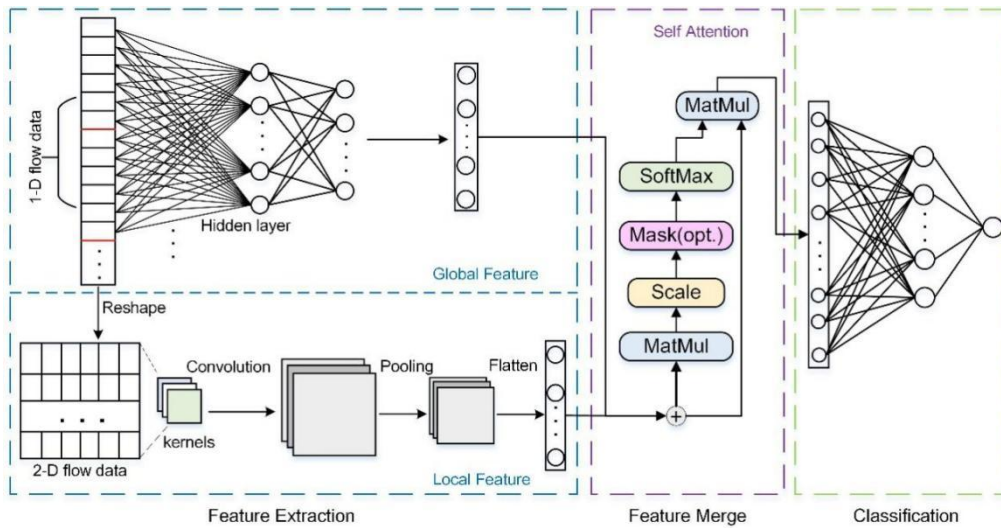 1-D flow data
Hidden layer
Global Feature
Reshape
2-D flow data
kernels
Convolution
Pooling
Flatten
Local Feature
Self Attention
MatMul
SoftMax
Mask(opt.)
Scale
MatMul
+
Feature Extraction
Feature Merge
Classification